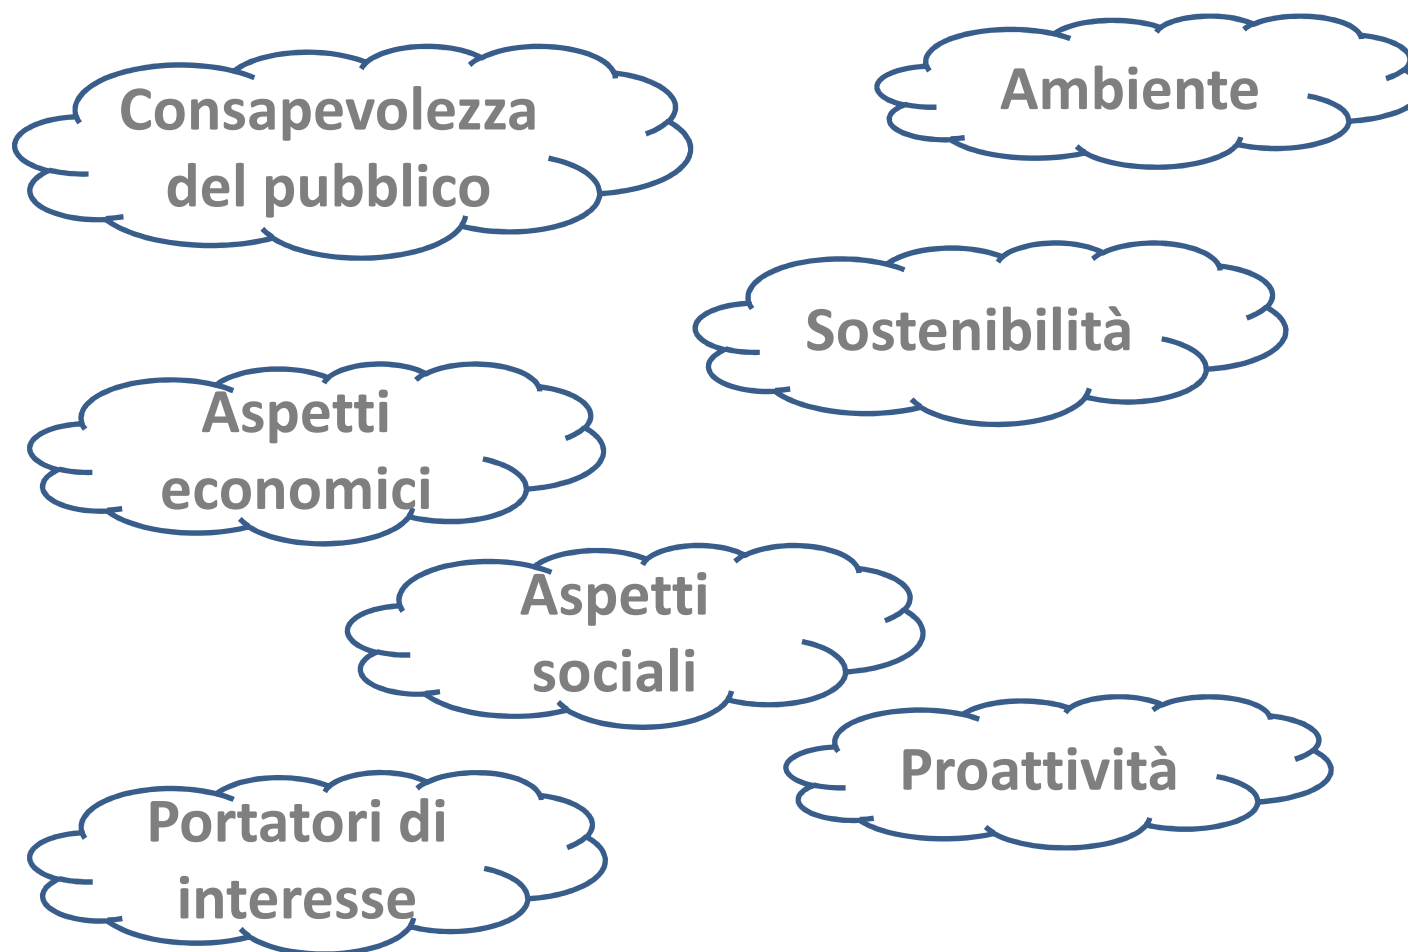 Consapevolezza
del pubblico
Ambiente
Sostenibilità
Aspetti
economici
Aspetti
sociali
Proattività
Portatori di
interesse